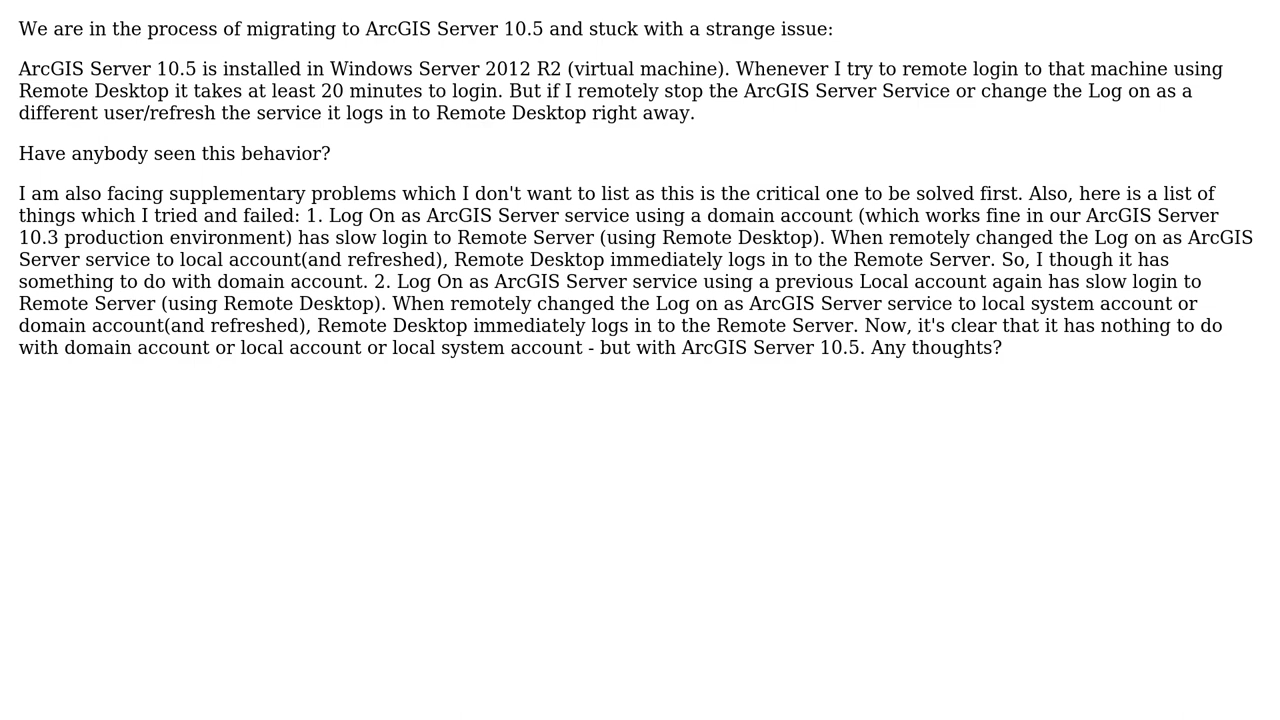 We are in the process of migrating to ArcGIS Server 10.5 and stuck with a strange issue:
ArcGIS Server 10.5 is installed in Windows Server 2012 R2 (virtual machine). Whenever I try to remote login to that machine using
Remote Desktop it takes at least 20 minutes to login. But if I remotely stop the ArcGIS Server Service or change the Log on as a
different user/refresh the service it logs in to Remote Desktop right away.
Have anybody seen this behavior?
I am also facing supplementary problems which I don't want to list as this is the critical one to be solved first. Also, here is a list of
things which I tried and failed: 1. Log On as ArcGIS Server service using a domain account (which works fine in our ArcGIS Server
10.3 production environment) has slow login to Remote Server (using Remote Desktop). When remotely changed the Log on as ArcGIS
Server service to local account(and refreshed), Remote Desktop immediately logs in to the Remote Server. So, I though it has
something to do with domain account. 2. Log On as ArcGIS Server service using a previous Local account again has slow login to
Remote Server (using Remote Desktop). When remotely changed the Log on as ArcGIS Server service to local system account or
domain account(and refreshed), Remote Desktop immediately logs in to the Remote Server. Now, it's clear that it has nothing to do
with domain account or local account or local system account - but with ArcGIS Server 10.5. Any thoughts?